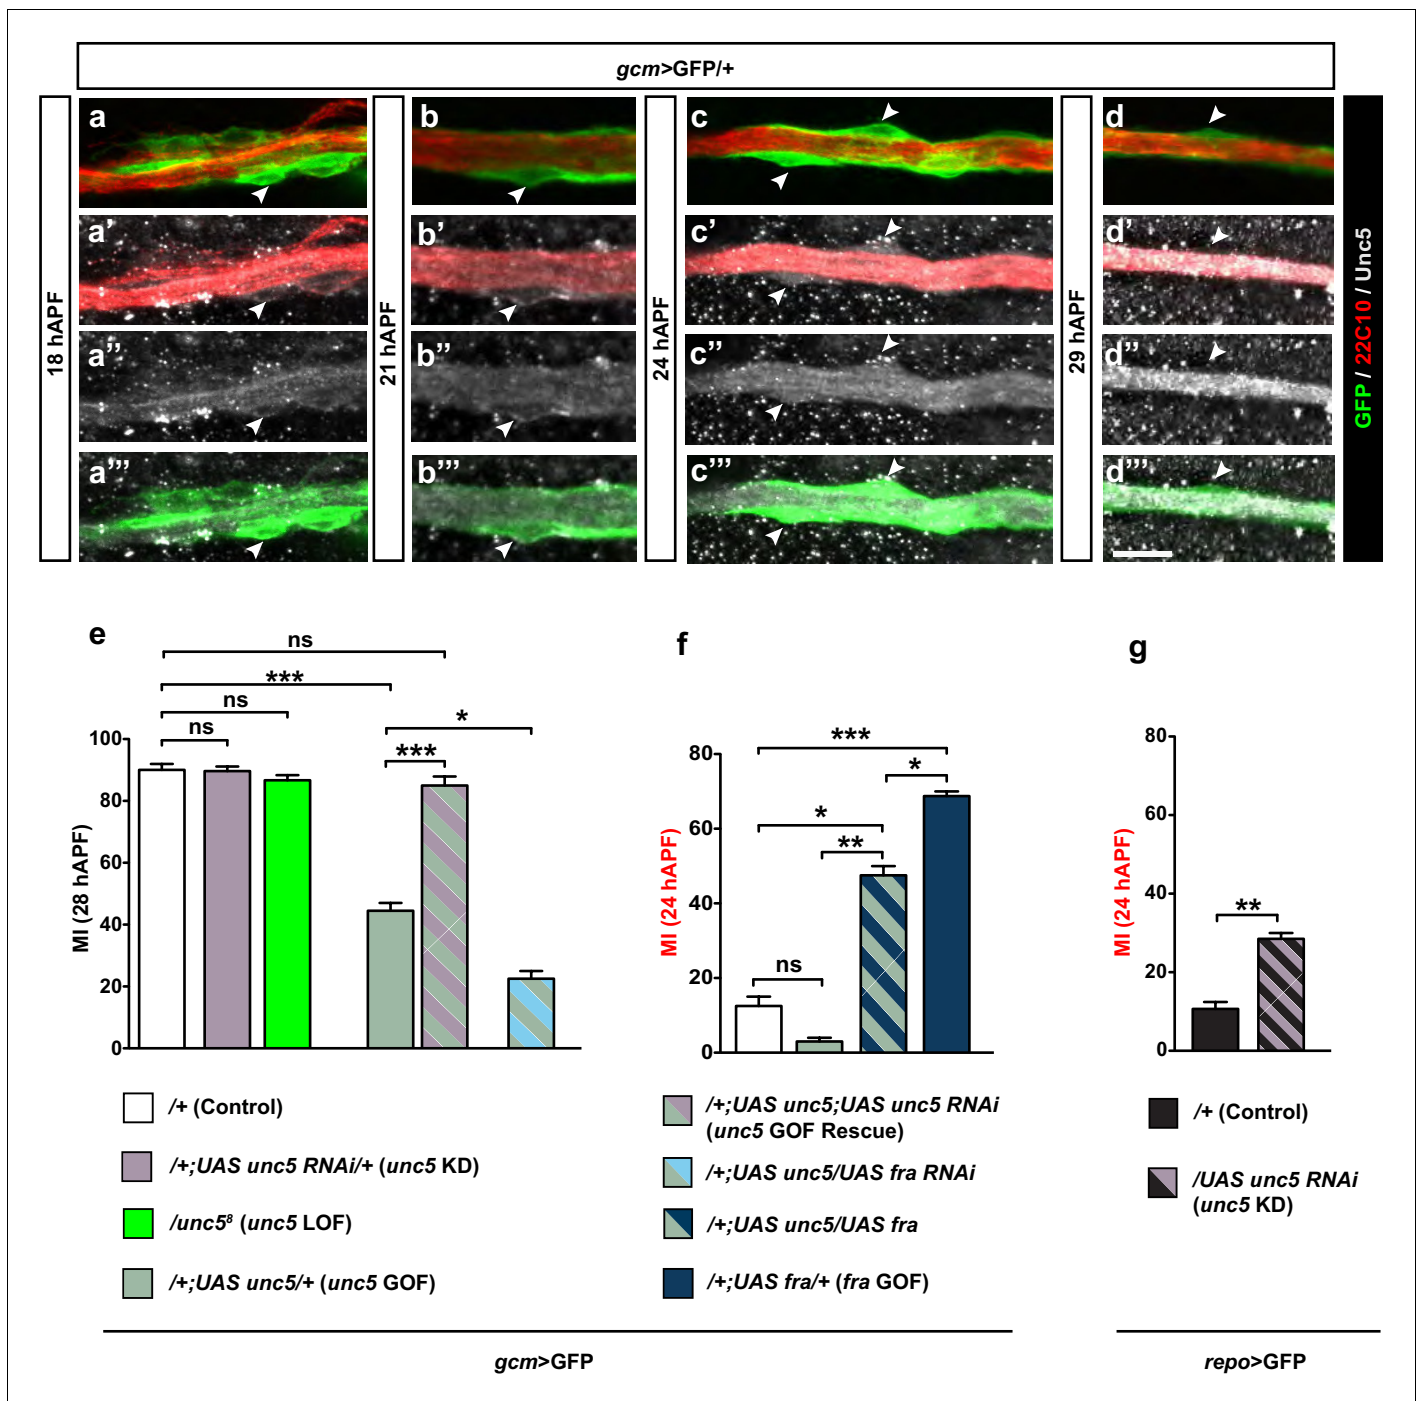 gcm>GFP/+
18 hAPF
21 hAPF
24 hAPF
29 hAPF
GFP / 22C10 / Unc5
a
b
c
d
a'
b'
c'
d'
a''
b''
c''
d''
a'''
b'''
c'''
d'''
e
ns
***
ns
ns
*
***
100
80
60
40
20
0
MI (28 hAPF)
f
***
*
*
**
ns
80
60
40
20
0
MI (24 hAPF)
g
**
80
60
40
20
0
MI (24 hAPF)
/+ (Control)
/+;UAS unc5 RNAi/+ (unc5 KD)
/unc5⁸ (unc5 LOF)
/+;UAS unc5/+ (unc5 GOF)
/+;UAS unc5;UAS unc5 RNAi
(unc5 GOF Rescue)
/+;UAS unc5/UAS fra RNAi
/+;UAS unc5/UAS fra
/+;UAS fra/+ (fra GOF)
/+ (Control)
/UAS unc5 RNAi
(unc5 KD)
gcm>GFP
repo>GFP